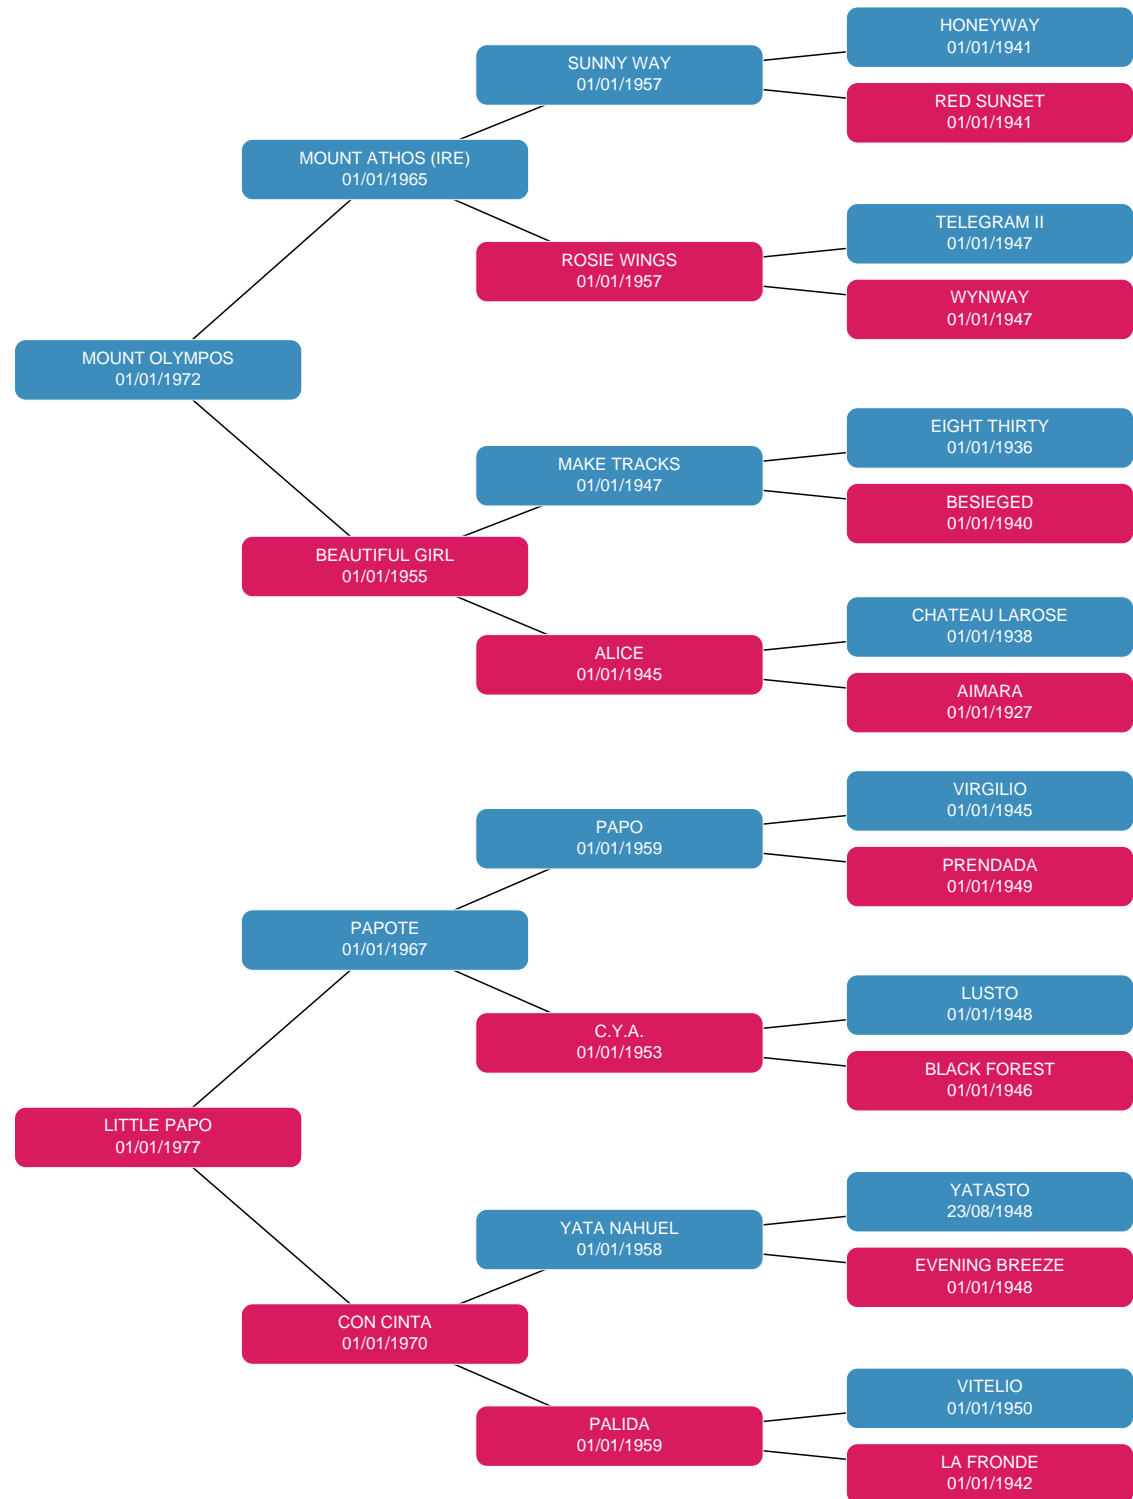 HONEYWAY
01/01/1941
SUNNY WAY
01/01/1957
RED SUNSET
01/01/1941
MOUNT ATHOS (IRE)
01/01/1965
TELEGRAM II
01/01/1947
ROSIE WINGS
01/01/1957
WYNWAY
01/01/1947
MOUNT OLYMPOS
01/01/1972
EIGHT THIRTY
01/01/1936
MAKE TRACKS
01/01/1947
BESIEGED
01/01/1940
BEAUTIFUL GIRL
01/01/1955
CHATEAU LAROSE
01/01/1938
ALICE
01/01/1945
AIMARA
01/01/1927
VIRGILIO
01/01/1945
PAPO
01/01/1959
PRENDADA
01/01/1949
PAPOTE
01/01/1967
LUSTO
01/01/1948
C.Y.A.
01/01/1953
BLACK FOREST
01/01/1946
LITTLE PAPO
01/01/1977
YATASTO
23/08/1948
YATA NAHUEL
01/01/1958
EVENING BREEZE
01/01/1948
CON CINTA
01/01/1970
VITELIO
01/01/1950
PALIDA
01/01/1959
LA FRONDE
01/01/1942